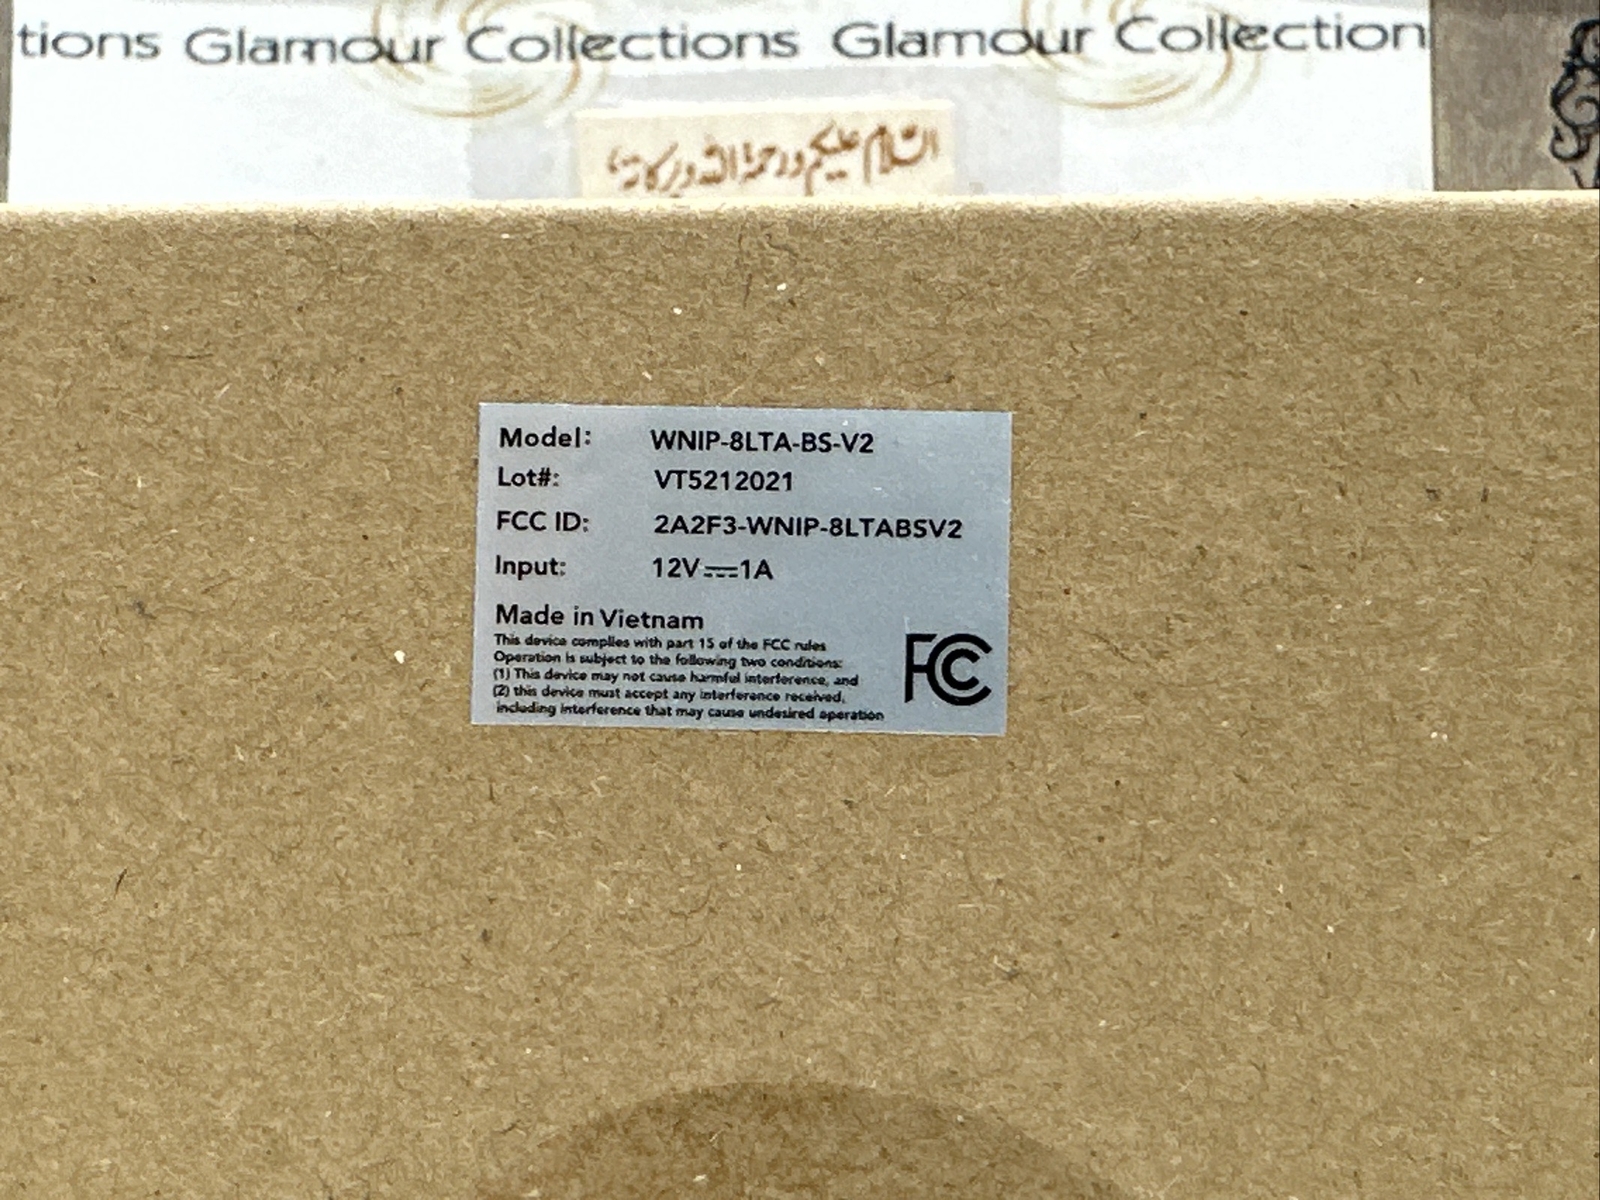 tions Glamour Collections Glamour Collection
السلام عليكم ورحمة الله وبركاته
Model: WNIP-8LTA-BS-V2
Lot#: VT5212021
FCC ID: 2A2F3-WNIP-8LTABSV2
Input: 12V⎓1A
Made in Vietnam
This device complies with part 15 of the FCC rules
Operation is subject to the following two conditions:
(1) This device may not cause harmful interference, and
(2) this device must accept any interference received,
including interference that may cause undesired operation
FC